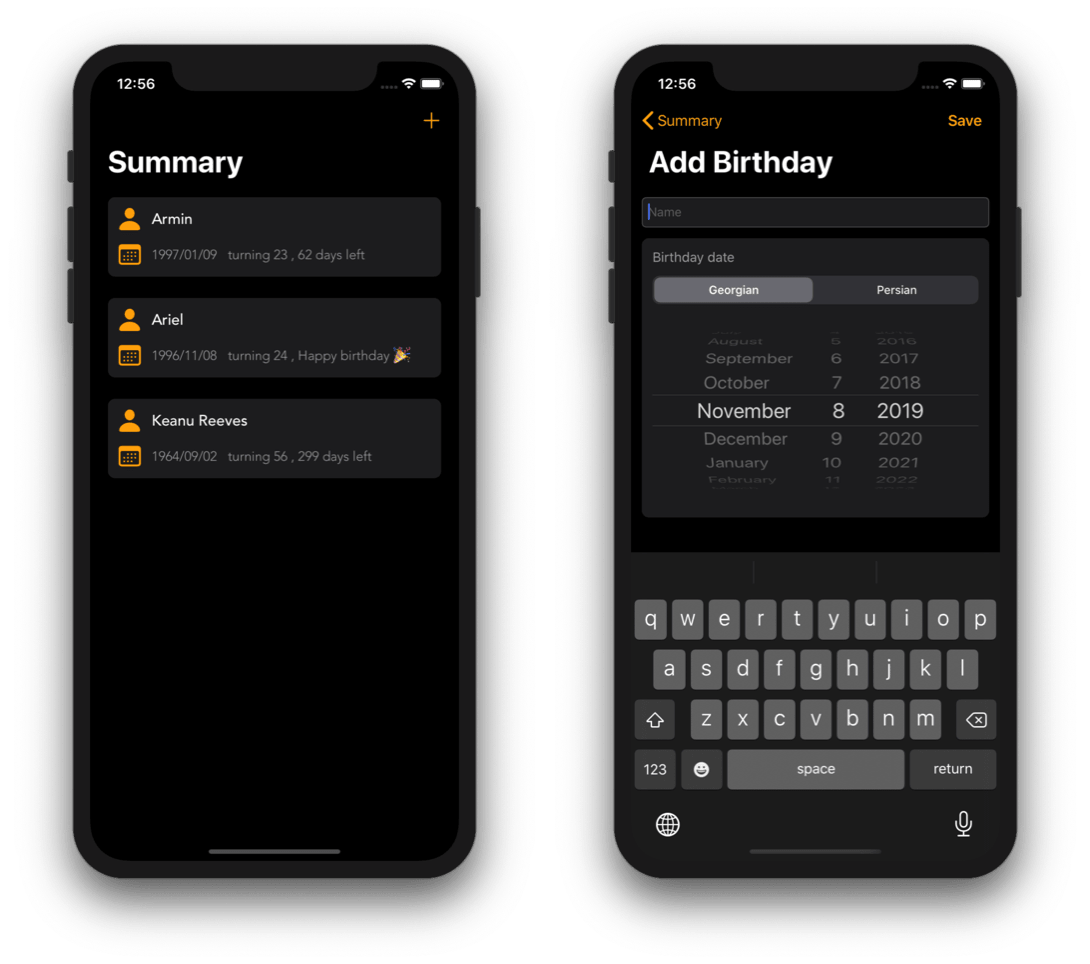 12:56
Summary
Armin
1997/01/09 turning 23 , 62 days left
Ariel
1996/11/08 turning 24 , Happy birthday 🎉
Keanu Reeves
1964/09/02 turning 56 , 299 days left
12:56
Summary Save
Add Birthday
Name
Birthday date
Georgian Persian
August 5 2016
September 6 2017
October 7 2018
November 8 2019
December 9 2020
January 10 2021
February 11 2022
q w e r t y u i o p
a s d f g h j k l
z x c v b n m
123 space return